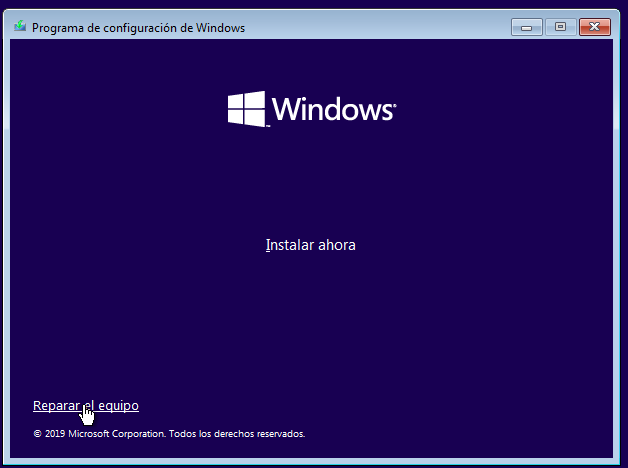 Programa de configuración de Windows
Windows®
Instalar ahora
Reparar el equipo
© 2019 Microsoft Corporation. Todos los derechos reservados.